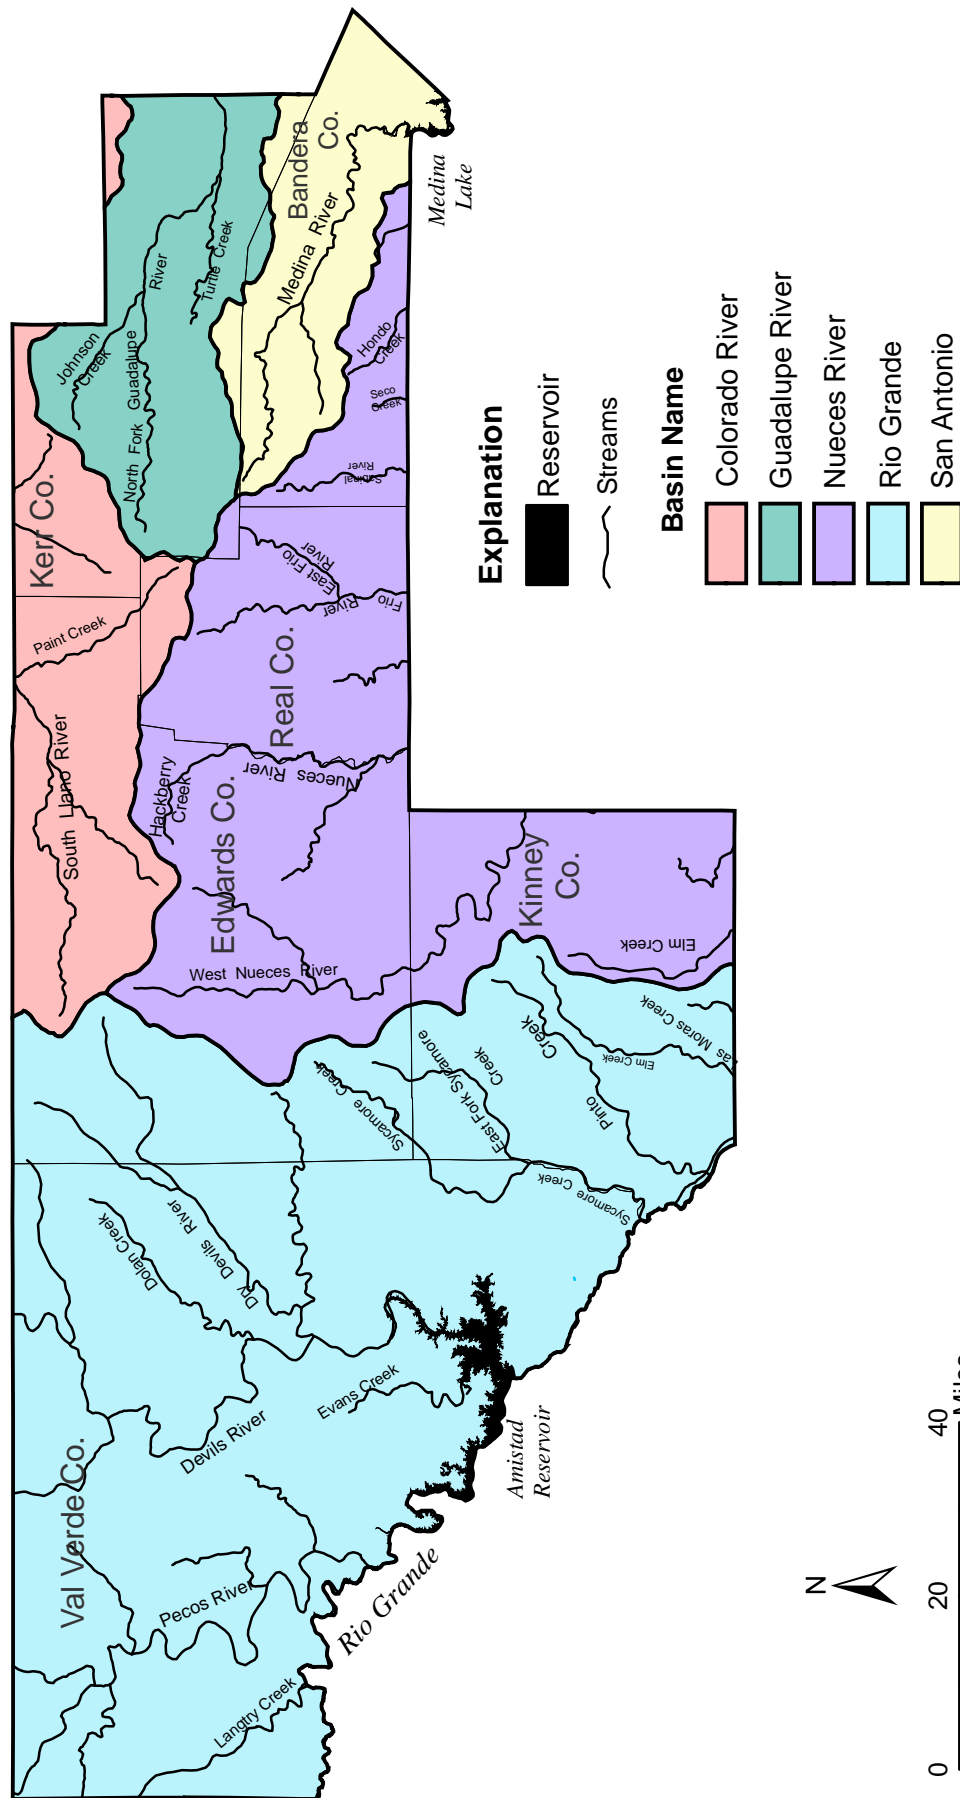 Val Verde Co.
Edwards Co.
Kerr Co.
Real Co.
Bandera
Co.
Kinney
Co.
Langtry Creek
Pecos River
Devils River
Evans Creek
Dolan Creek
Dry Devils River
Rio Grande
Amistad
Reservoir
Sycamore Creek
Sycamore Creek
East Fork Sycamore
Creek
Pinto Creek
Elm Creek
as Moras Creek
Elm Creek
West Nueces River
Hackberry
Creek
Nueces River
South Llano River
Paint Creek
Frio River
East Frio
River
Sabinal
River
Seco
Creek
Hondo
Creek
Johnson
Creek
North Fork Guadalupe River
Turtle Creek
Medina River
Medina
Lake
Explanation
Reservoir
Streams
Basin Name
Colorado River
Guadalupe River
Nueces River
Rio Grande
San Antonio
N
0 20 40
Miles